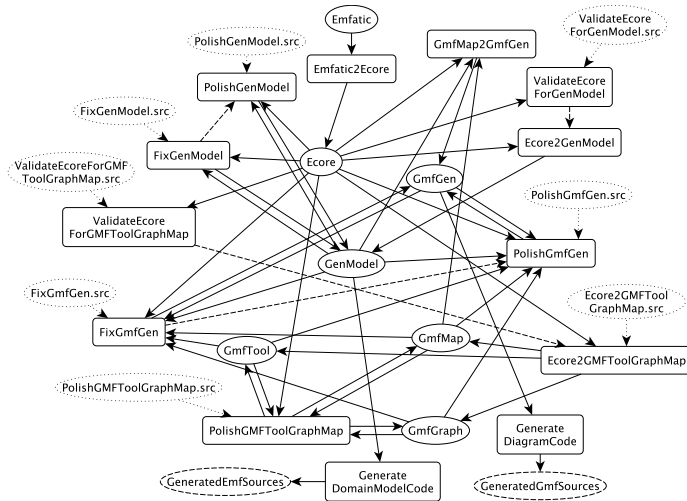 Emfatic
PolishGenModel.src
GmfMap2GmfGen
ValidateEcore
ForGenModel.src
Emfatic2Ecore
PolishGenModel
ValidateEcore
ForGenModel
FixGenModel.src
FixGenModel
Ecore
Ecore2GenModel
ValidateEcoreForGMF
ToolGraphMap.src
GmfGen
PolishGmfGen.src
ValidateEcore
ForGMFToolGraphMap
GenModel
PolishGmfGen
FixGmfGen.src
Ecore2GMFTool
GraphMap.src
FixGmfGen
GmfMap
GmfTool
Ecore2GMFToolGraphMap
PolishGMFToolGraphMap.src
PolishGMFToolGraphMap
GmfGraph
Generate
DiagramCode
GeneratedEmfSources
Generate
DomainModelCode
GeneratedGmfSources